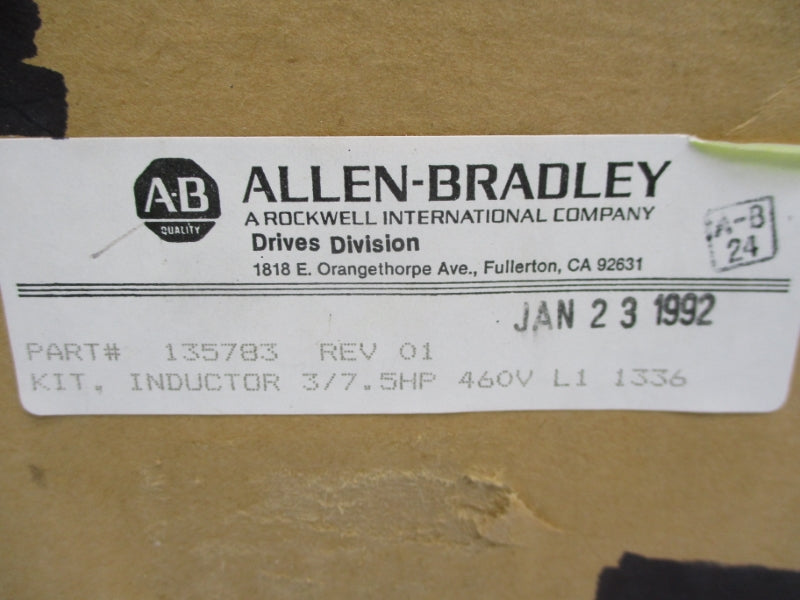 A-B
QUALITY
ALLEN-BRADLEY
A ROCKWELL INTERNATIONAL COMPANY
Drives Division
1818 E. Orangethorpe Ave., Fullerton, CA 92631
A-B
24
JAN 23 1992
PART# 135783 REV 01
KIT, INDUCTOR 3/7.5HP 460V L1 1336